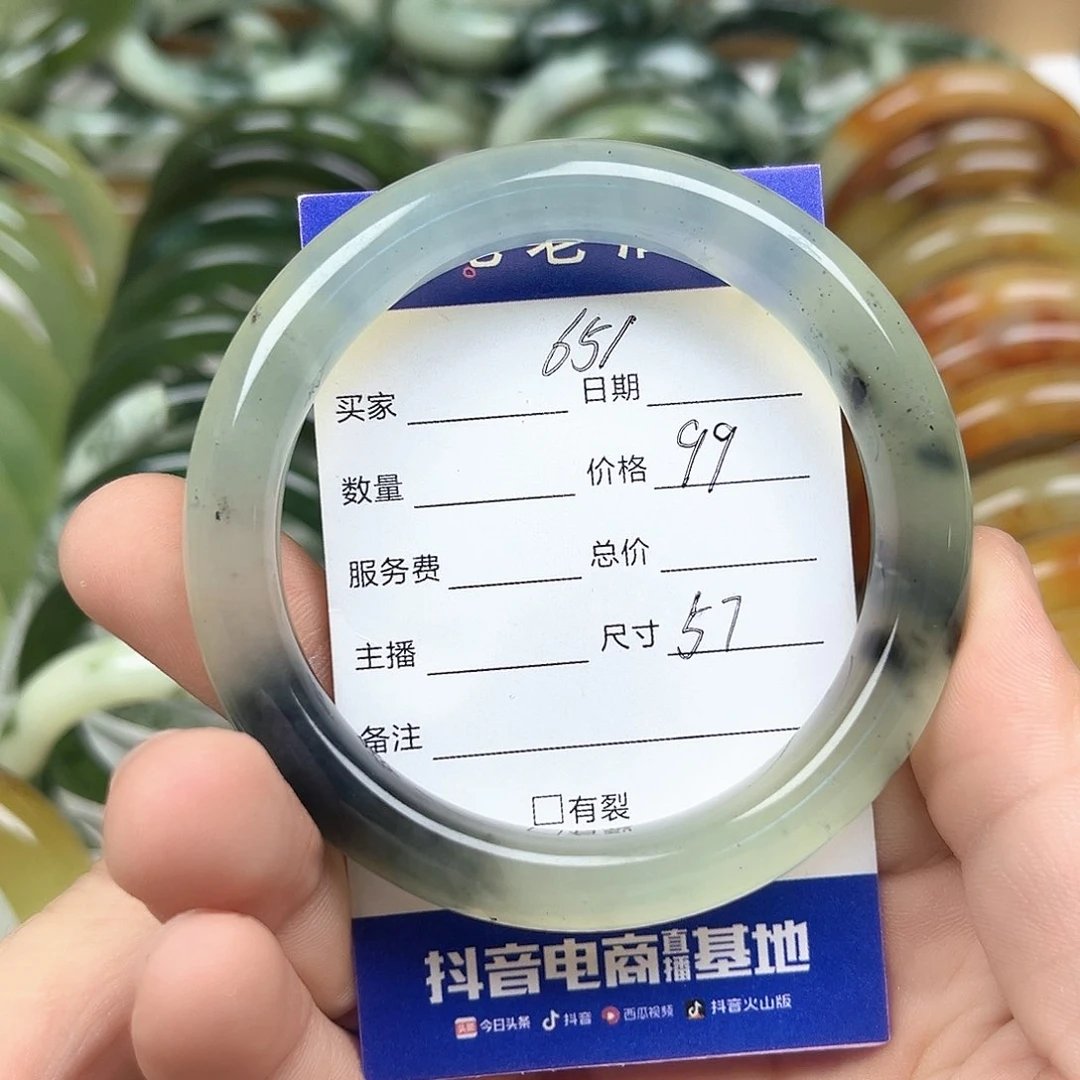 651
买家 日期
数量 价格 99
服务费 总价
主播 尺寸 57
备注
有裂
抖音电商直播基地
头条 今日头条 抖音 西瓜视频 抖音火山版